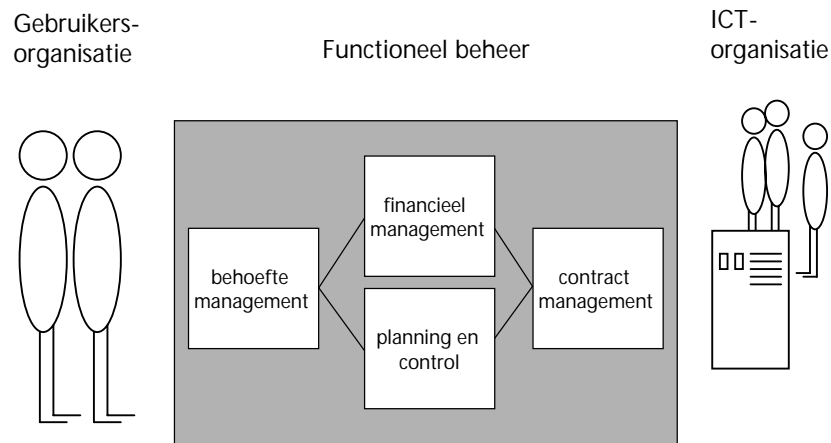 Gebruikers-
organisatie
Functioneel beheer
ICT-
organisatie
financieel
management
behoefte
management
contract
management
planning en
control